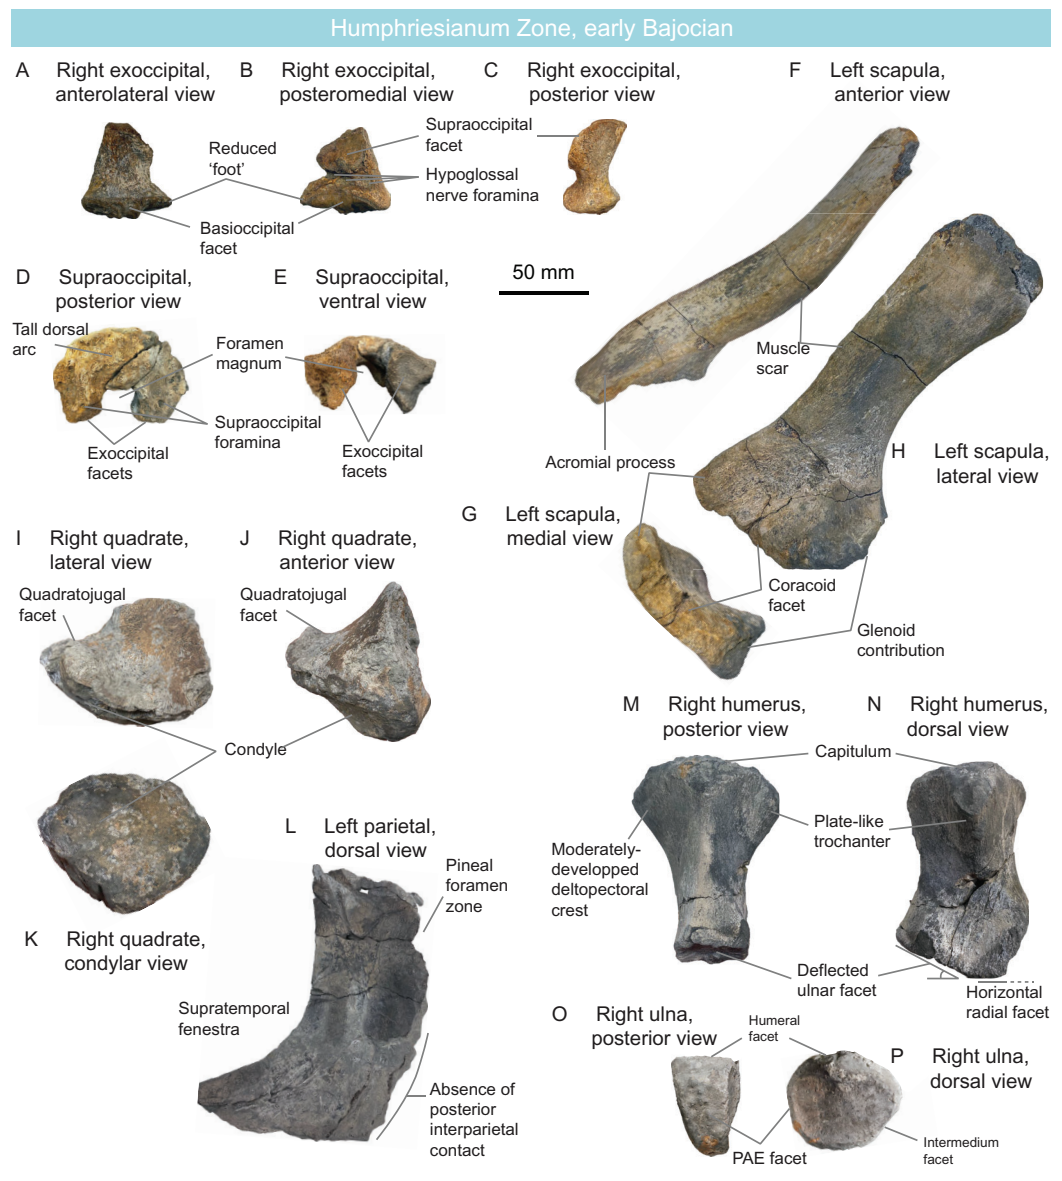 Humphriesianum Zone, early Bajocian
A Right exoccipital,
anterolateral view
B Right exoccipital,
posteromedial view
C Right exoccipital,
posterior view
F Left scapula,
anterior view
Supraoccipital
facet
Reduced
‘foot’
Hypoglossal
nerve foramina
Basioccipital
facet
50 mm
D Supraoccipital,
posterior view
E Supraoccipital,
ventral view
Tall dorsal
arc
Foramen
magnum
Muscle
scar
Supraoccipital
foramina
Exoccipital
facets
Exoccipital
facets
Acromial process
H Left scapula,
lateral view
G Left scapula,
medial view
I Right quadrate,
lateral view
J Right quadrate,
anterior view
Quadratojugal
facet
Quadratojugal
facet
Coracoid
facet
Glenoid
contribution
M Right humerus,
posterior view
N Right humerus,
dorsal view
Condyle
Capitulum
L Left parietal,
dorsal view
Plate-like
trochanter
Moderately-
developped
deltopectoral
crest
Pineal
foramen
zone
K Right quadrate,
condylar view
Deflected
ulnar facet
Horizontal
radial facet
Supratemporal
fenestra
O Right ulna,
posterior view
Humeral
facet
P Right ulna,
dorsal view
Absence of
posterior
interparietal
contact
PAE facet
Intermedium
facet